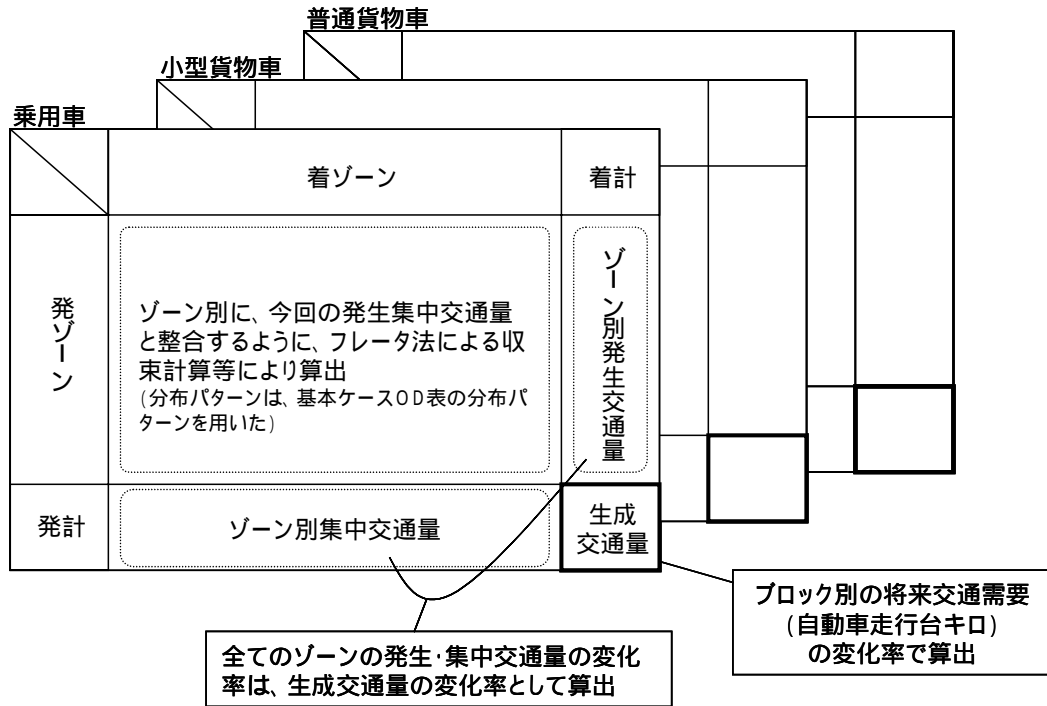 普通貨物車
小型貨物車
乗用車
着ゾーン
着計
発ゾーン
ゾーン別に、今回の発生集中交通量
と整合するように、フレータ法による収
束計算等により算出
(分布パターンは、基本ケースOD表の分布パ
ターンを用いた)
ゾーン別発生交通量
発計
ゾーン別集中交通量
生成
交通量
ブロック別の将来交通需要
(自動車走行台キロ)
の変化率で算出
全てのゾーンの発生・集中交通量の変化
率は、生成交通量の変化率として算出